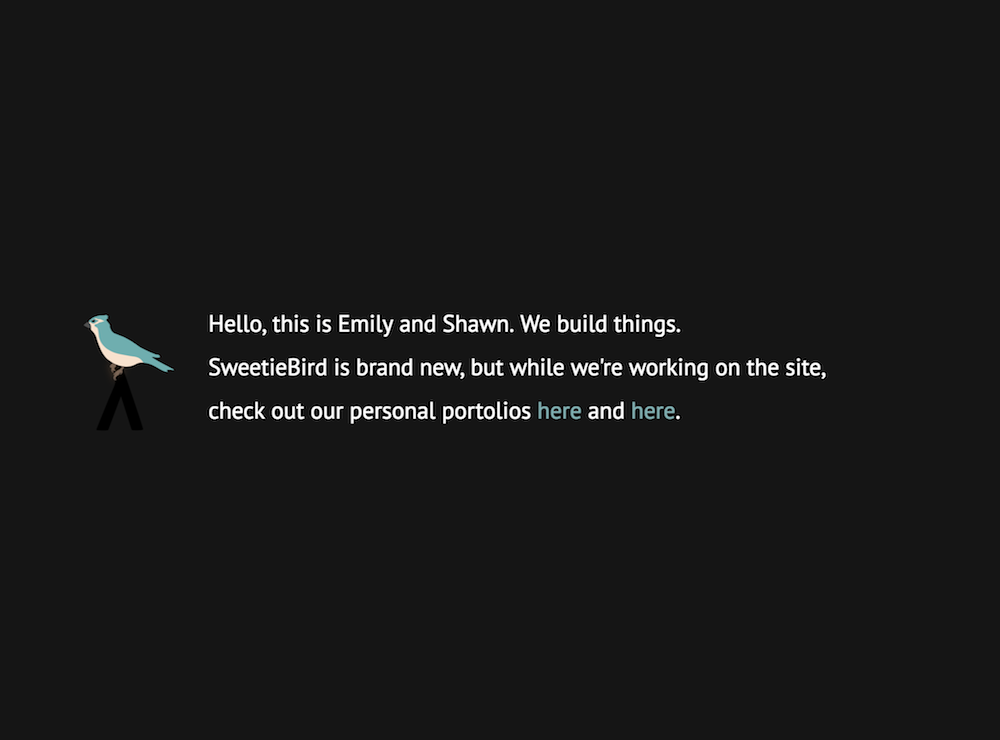 Hello, this is Emily and Shawn. We build things.
SweetieBird is brand new, but while we're working on the site,
check out our personal portolios here and here.